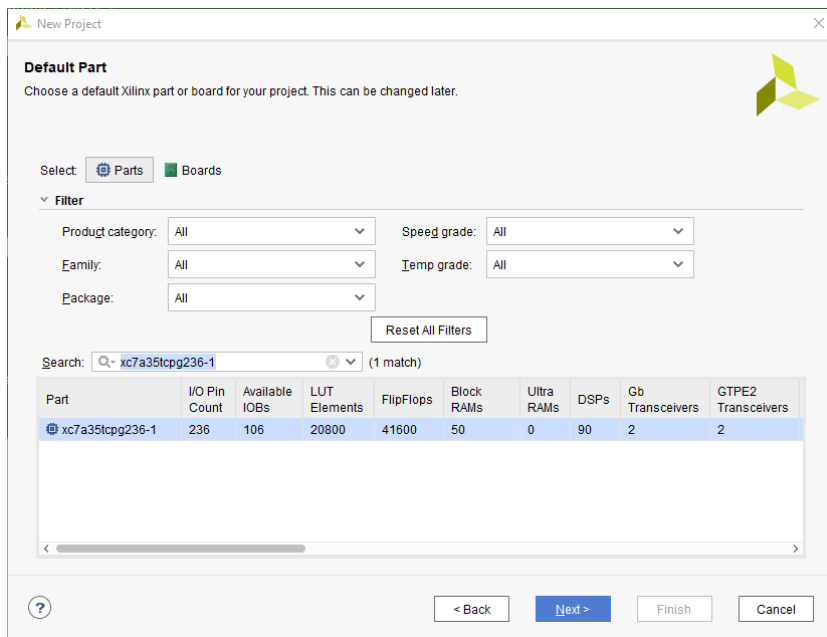 New Project
Default Part
Choose a default Xilinx part or board for your project. This can be changed later.
Select: Parts Boards
Filter
Product category: All Speed grade: All
Family: All Temp grade: All
Package: All
Reset All Filters
Search: xc7a35tcpg236-1 (1 match)
Part I/O Pin Count Available IOBs LUT Elements FlipFlops Block RAMs Ultra RAMs DSPs Gb Transceivers GTPE2 Transceivers
xc7a35tcpg236-1 236 106 20800 41600 50 0 90 2 2
? < Back Next > Finish Cancel